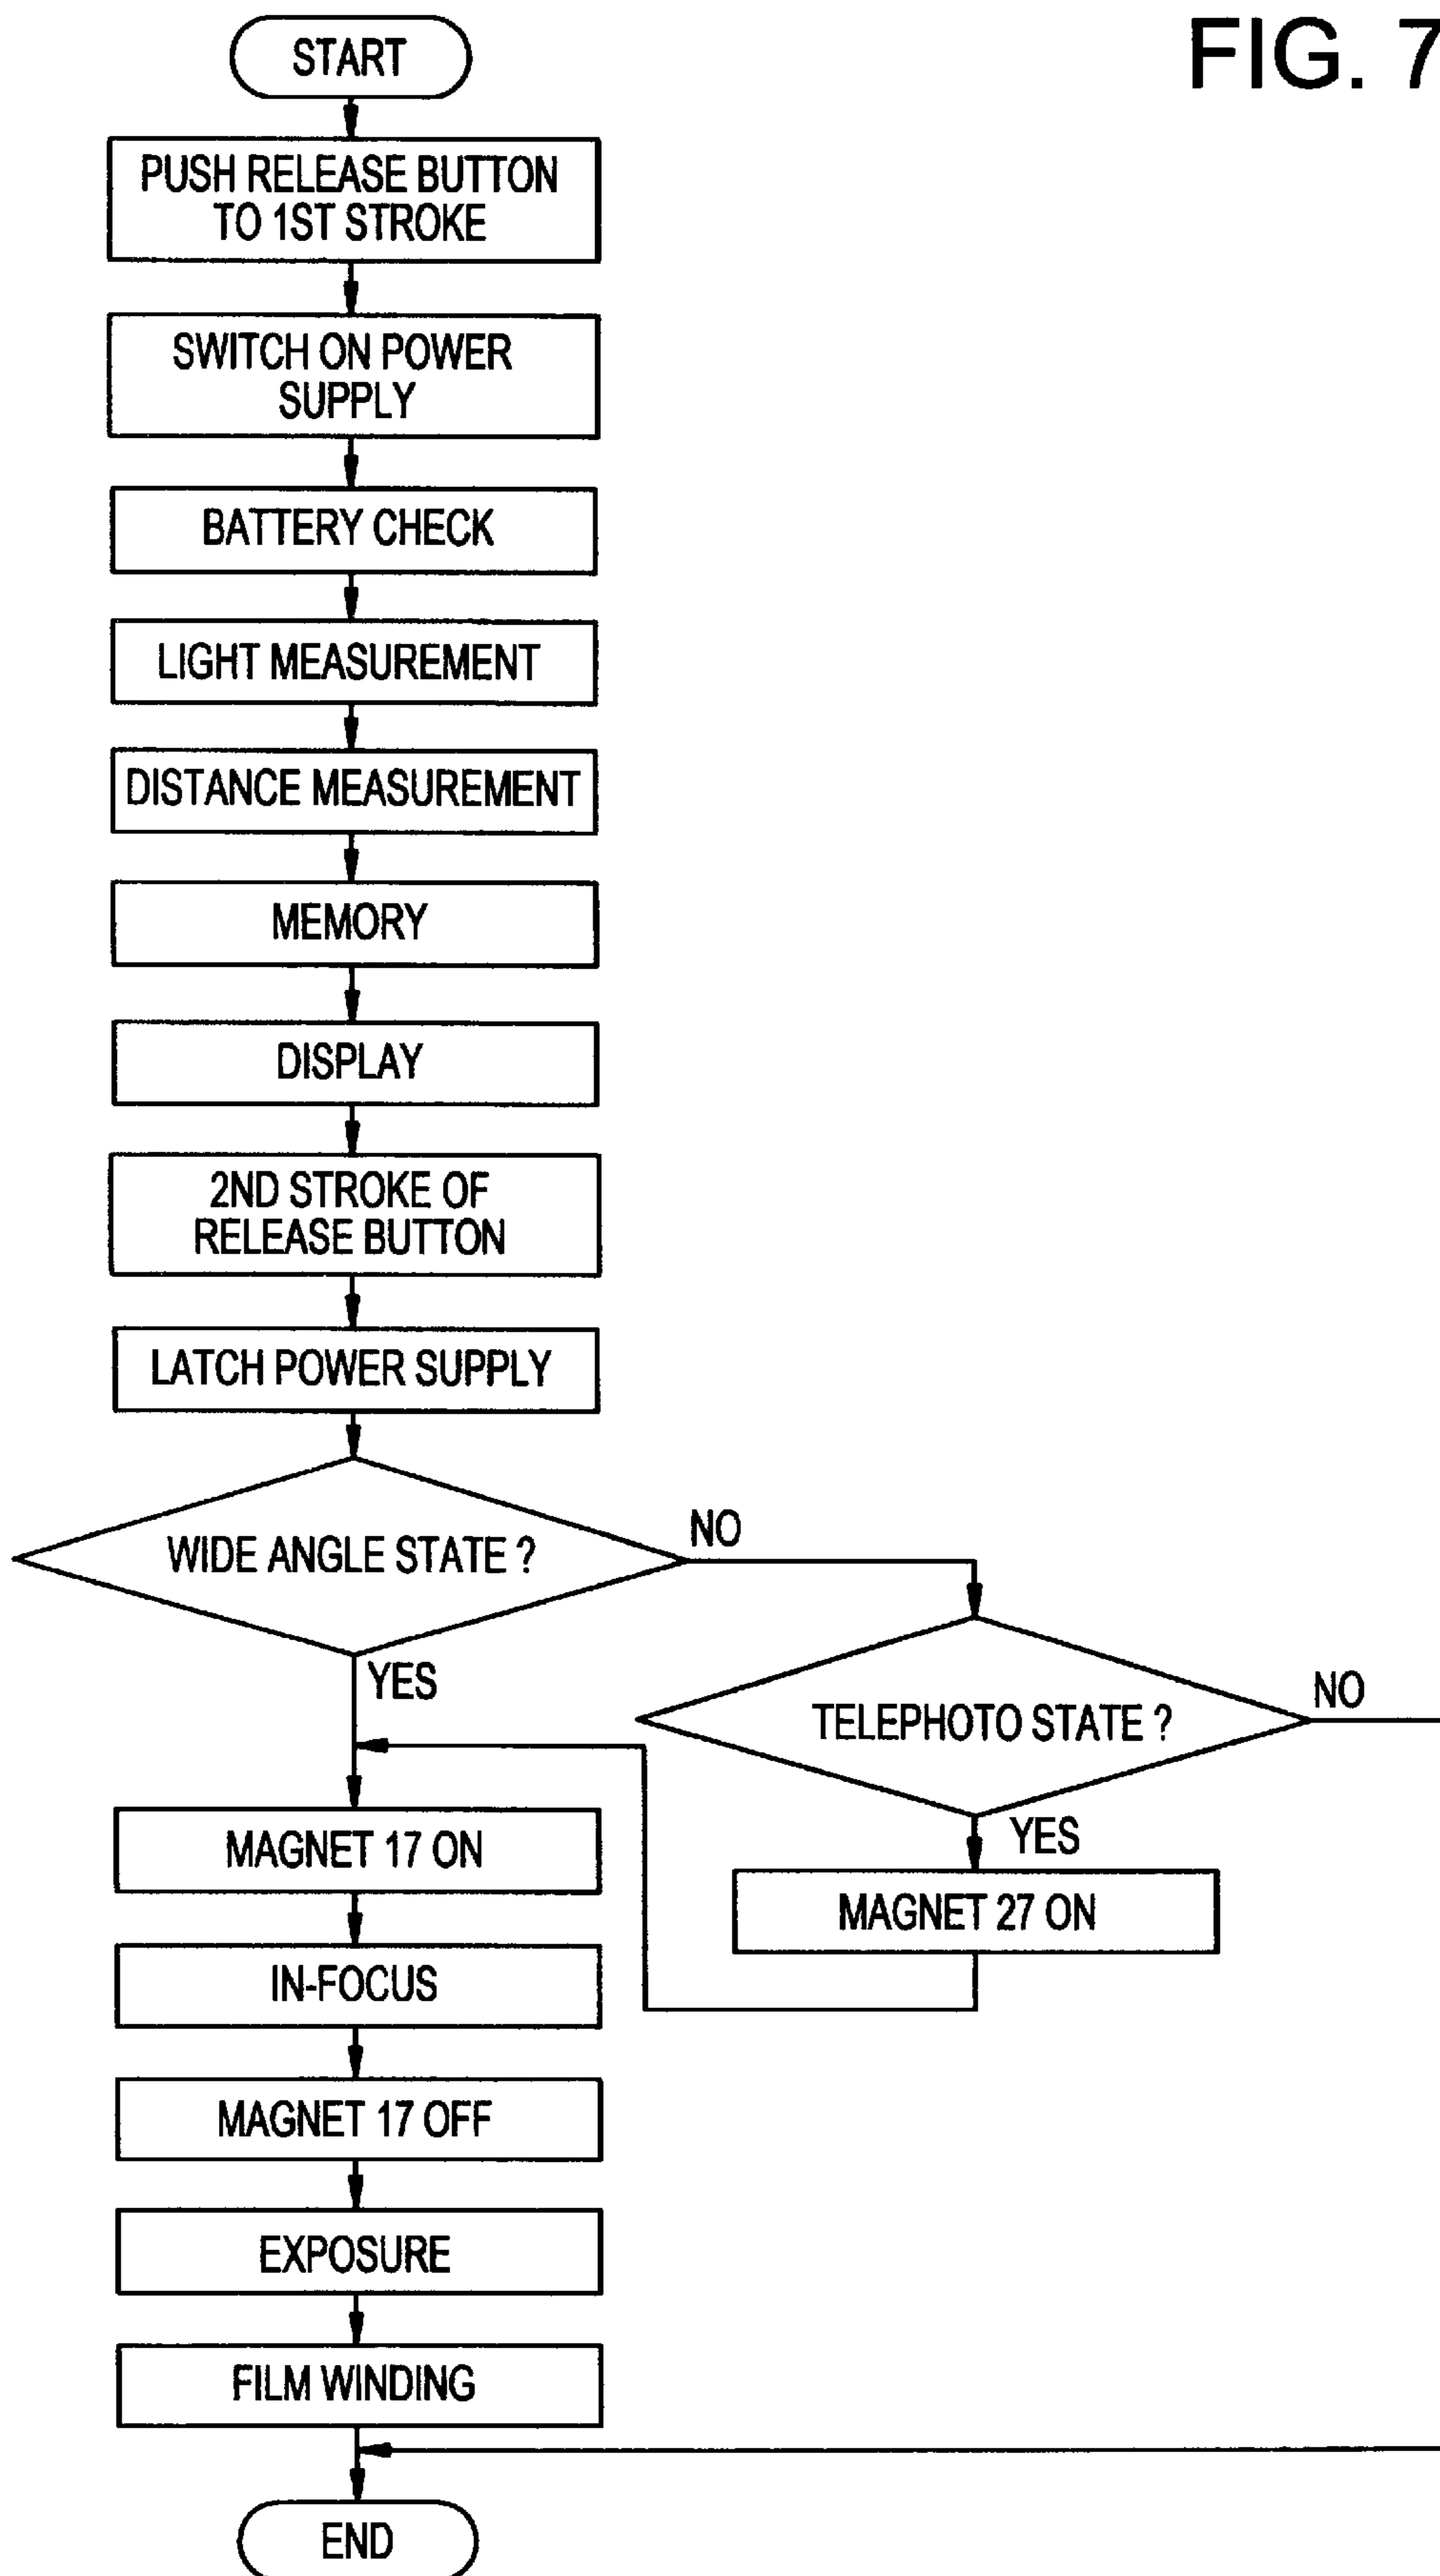 FIG. 7
START
PUSH RELEASE BUTTON
TO 1ST STROKE
SWITCH ON POWER
SUPPLY
BATTERY CHECK
LIGHT MEASUREMENT
DISTANCE MEASUREMENT
MEMORY
DISPLAY
2ND STROKE OF
RELEASE BUTTON
LATCH POWER SUPPLY
WIDE ANGLE STATE ?
NO
YES
TELEPHOTO STATE ?
NO
YES
MAGNET 27 ON
MAGNET 17 ON
IN-FOCUS
MAGNET 17 OFF
EXPOSURE
FILM WINDING
END